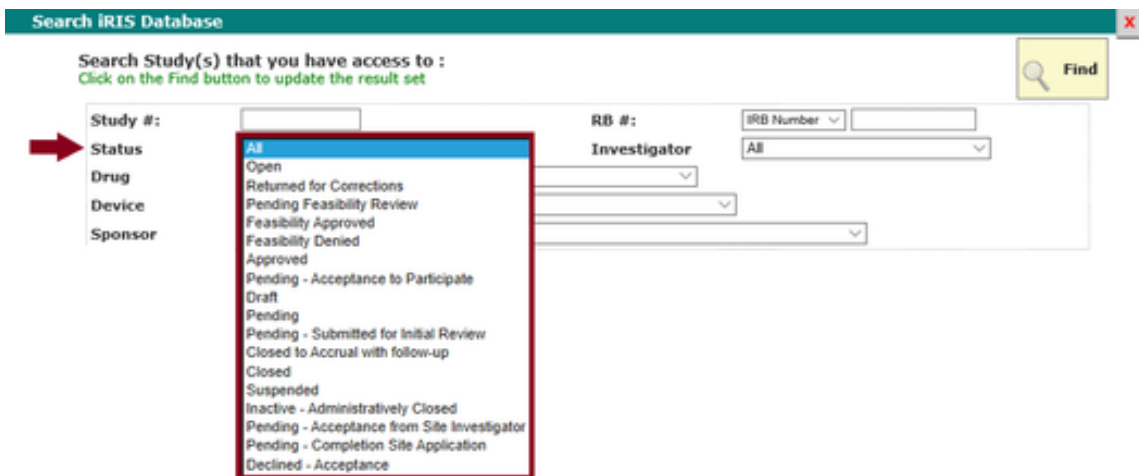 Search iRIS Database X
Search Study(s) that you have access to :
Click on the Find button to update the result set
Find
Study #: RB #: IRB Number
Status All Investigator All
Drug
Device
Sponsor
Open
Returned for Corrections
Pending Feasibility Review
Feasibility Approved
Feasibility Denied
Approved
Pending - Acceptance to Participate
Draft
Pending
Pending - Submitted for Initial Review
Closed to Accrual with follow-up
Closed
Suspended
Inactive - Administratively Closed
Pending - Acceptance from Site Investigator
Pending - Completion Site Application
Declined - Acceptance